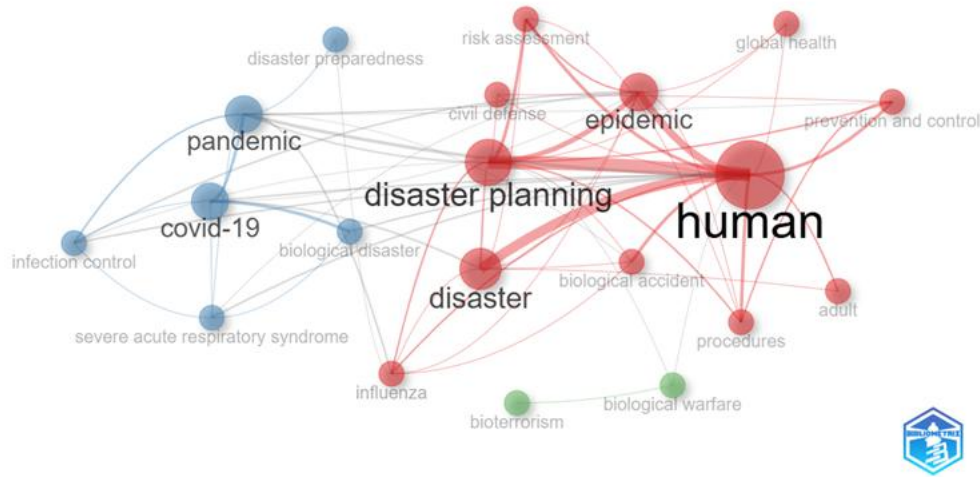 risk assessment
global health
disaster preparedness
civil defense
epidemic
prevention and control
pandemic
disaster planning
human
covid-19
biological disaster
infection control
disaster
biological accident
adult
severe acute respiratory syndrome
procedures
influenza
biological warfare
bioterrorism
BIBLIOMETRIX